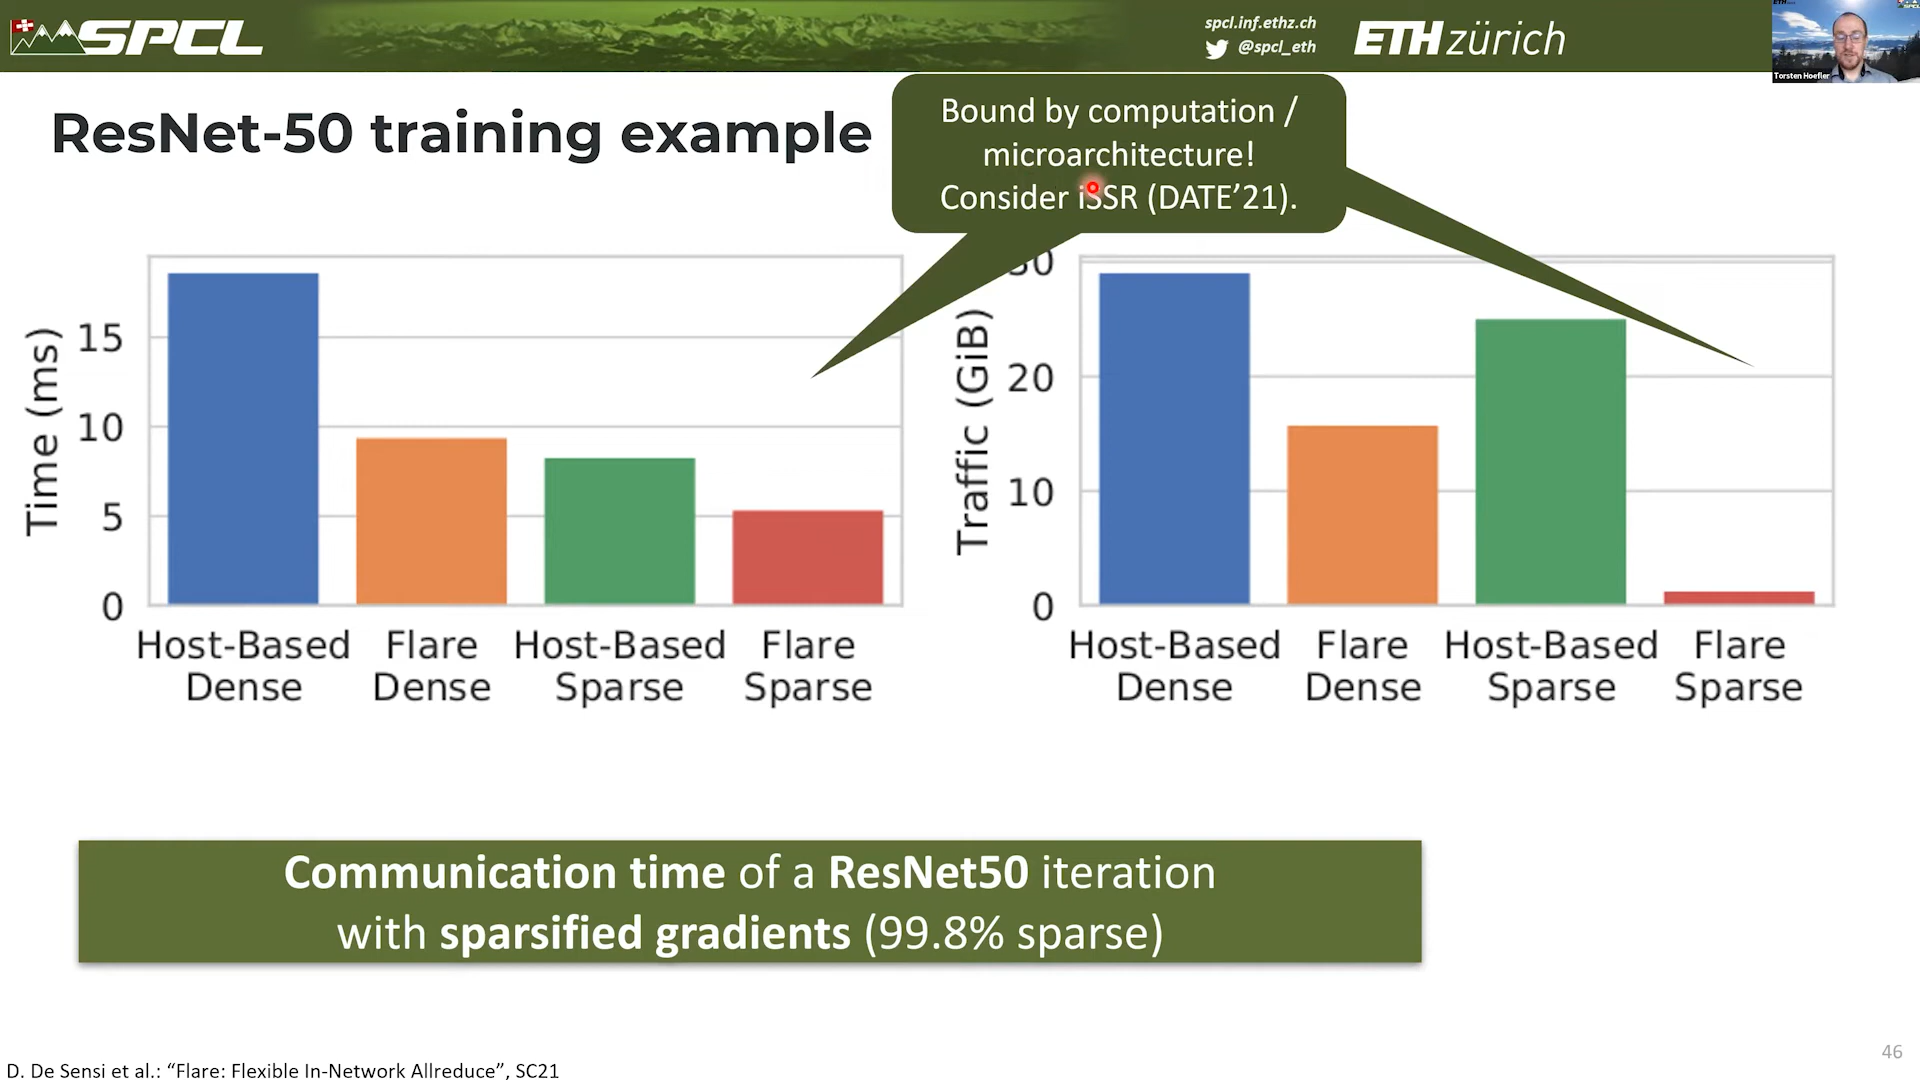 SPCL
spcl.inf.ethz.ch
@spcl_eth
ETH zürich
Torsten Hoefler
ResNet-50 training example
Bound by computation /
microarchitecture!
Consider iSSR (DATE’21).
Time (ms)
15
10
5
0
Host-Based
Dense
Flare
Dense
Host-Based
Sparse
Flare
Sparse
Traffic (GiB)
30
20
10
0
Host-Based
Dense
Flare
Dense
Host-Based
Sparse
Flare
Sparse
Communication time of a ResNet50 iteration
with sparsified gradients (99.8% sparse)
46
D. De Sensi et al.: “Flare: Flexible In-Network Allreduce”, SC21